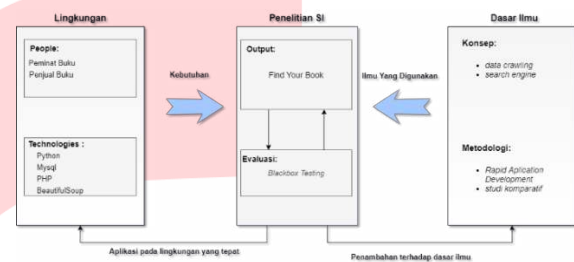 Lingkungan
People:
Peminat Buku
Penjual Buku
Technologies :
Python
Mysql
PHP
BeautifulSoup
Kebutuhan
Penelitian SI
Output:
Find Your Book
Evaluasi:
Blackbox Testing
Ilmu Yang Digunakan
Dasar Ilmu
Konsep:
data crawling
search engine
Metodologi:
Rapid Aplication
Development
studi komparatif
Aplikasi pada lingkungan yang tepat
Penambahan terhadap dasar ilmu